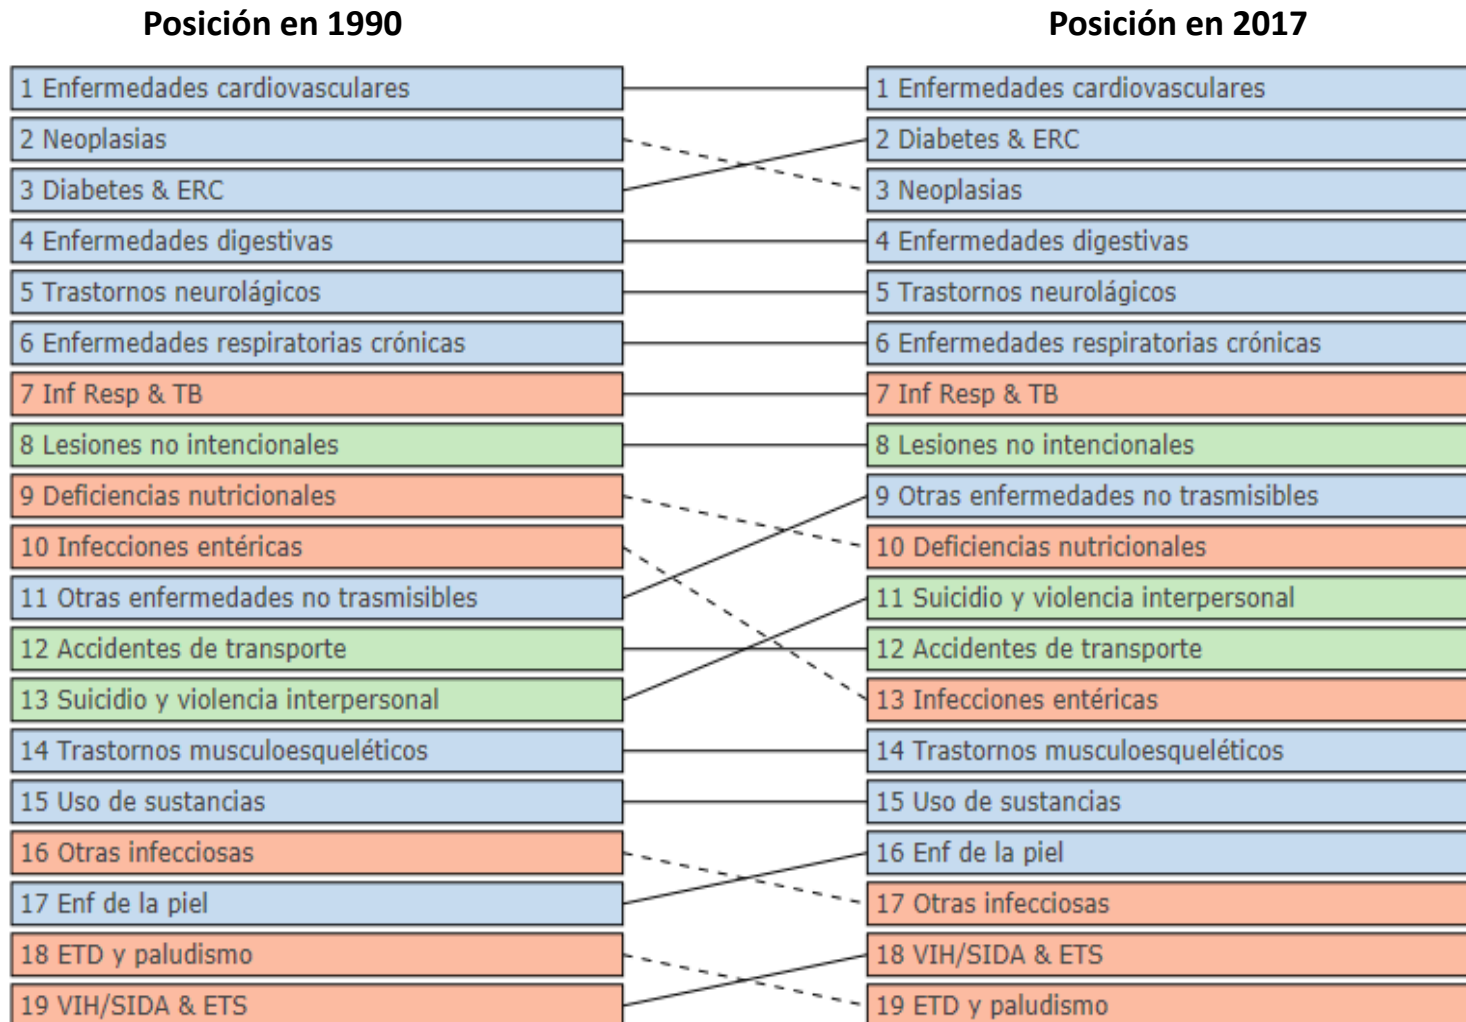 Posición en 1990
Posición en 2017
1 Enfermedades cardiovasculares
1 Enfermedades cardiovasculares
2 Neoplasias
2 Diabetes & ERC
3 Diabetes & ERC
3 Neoplasias
4 Enfermedades digestivas
4 Enfermedades digestivas
5 Trastornos neurolágicos
5 Trastornos neurolágicos
6 Enfermedades respiratorias crónicas
6 Enfermedades respiratorias crónicas
7 Inf Resp & TB
7 Inf Resp & TB
8 Lesiones no intencionales
8 Lesiones no intencionales
9 Deficiencias nutricionales
9 Otras enfermedades no trasmisibles
10 Infecciones entéricas
10 Deficiencias nutricionales
11 Otras enfermedades no trasmisibles
11 Suicidio y violencia interpersonal
12 Accidentes de transporte
12 Accidentes de transporte
13 Suicidio y violencia interpersonal
13 Infecciones entéricas
14 Trastornos musculoesqueléticos
14 Trastornos musculoesqueléticos
15 Uso de sustancias
15 Uso de sustancias
16 Otras infecciosas
16 Enf de la piel
17 Enf de la piel
17 Otras infecciosas
18 ETD y paludismo
18 VIH/SIDA & ETS
19 VIH/SIDA & ETS
19 ETD y paludismo